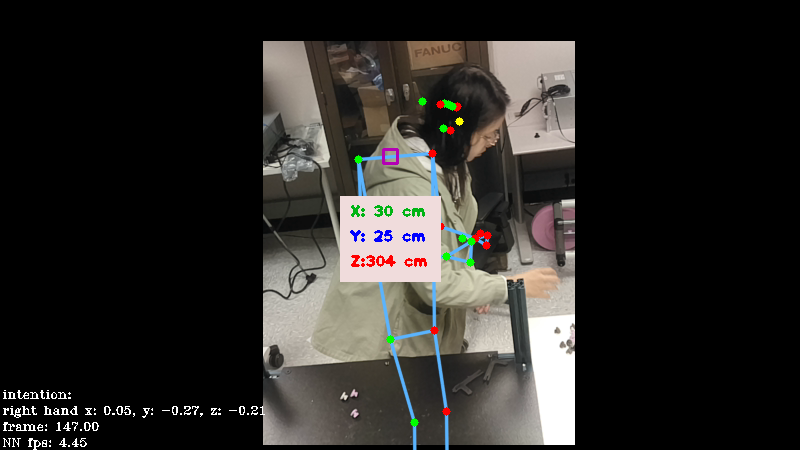 FANUC
X: 30 cm
Y: 25 cm
Z:304 cm
intention:
right hand x: 0.05, y: -0.27, z: -0.21
frame: 147.00
NN fps: 4.45